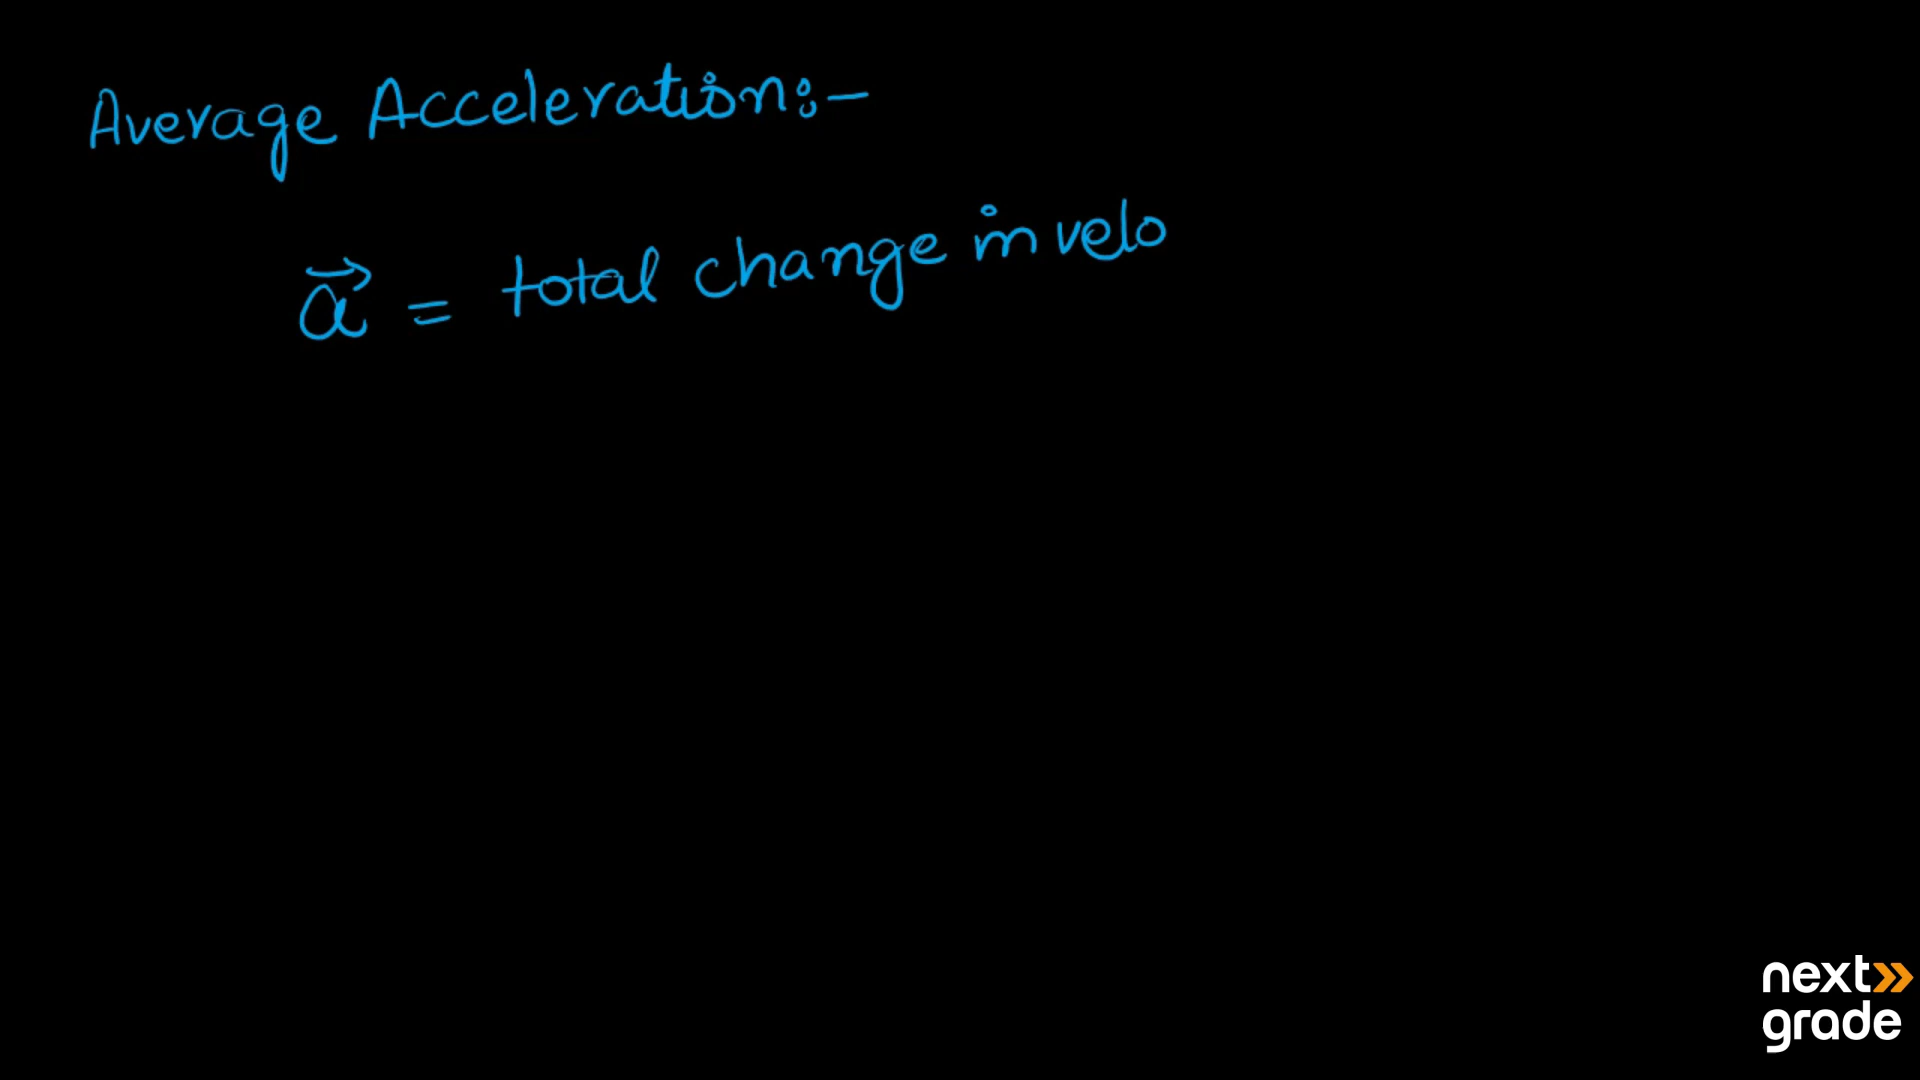 Average Acceleration:-
a⃗ = total change in velo
next
grade